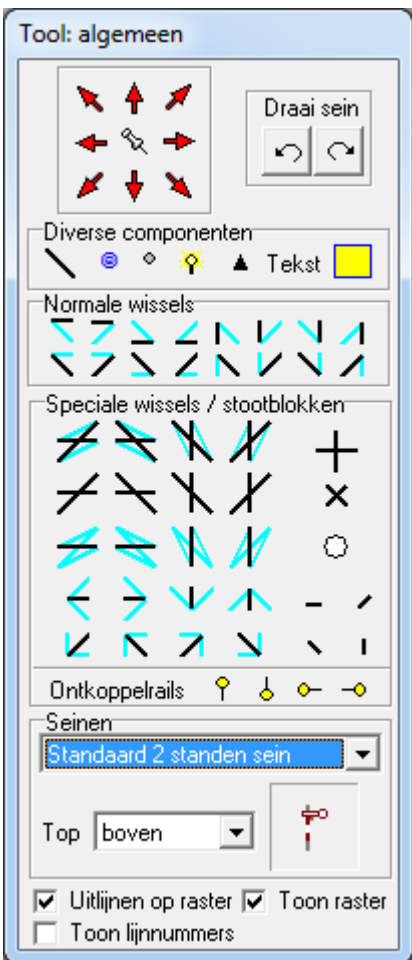 Tool: algemeen
Draai sein
Diverse componenten
Tekst
Normale wissels
Speciale wissels / stootblokken
Ontkoppelrails
Seinen
Standaard 2 standen sein
Top boven
Uitlijnen op raster Toon raster
Toon lijnnummers